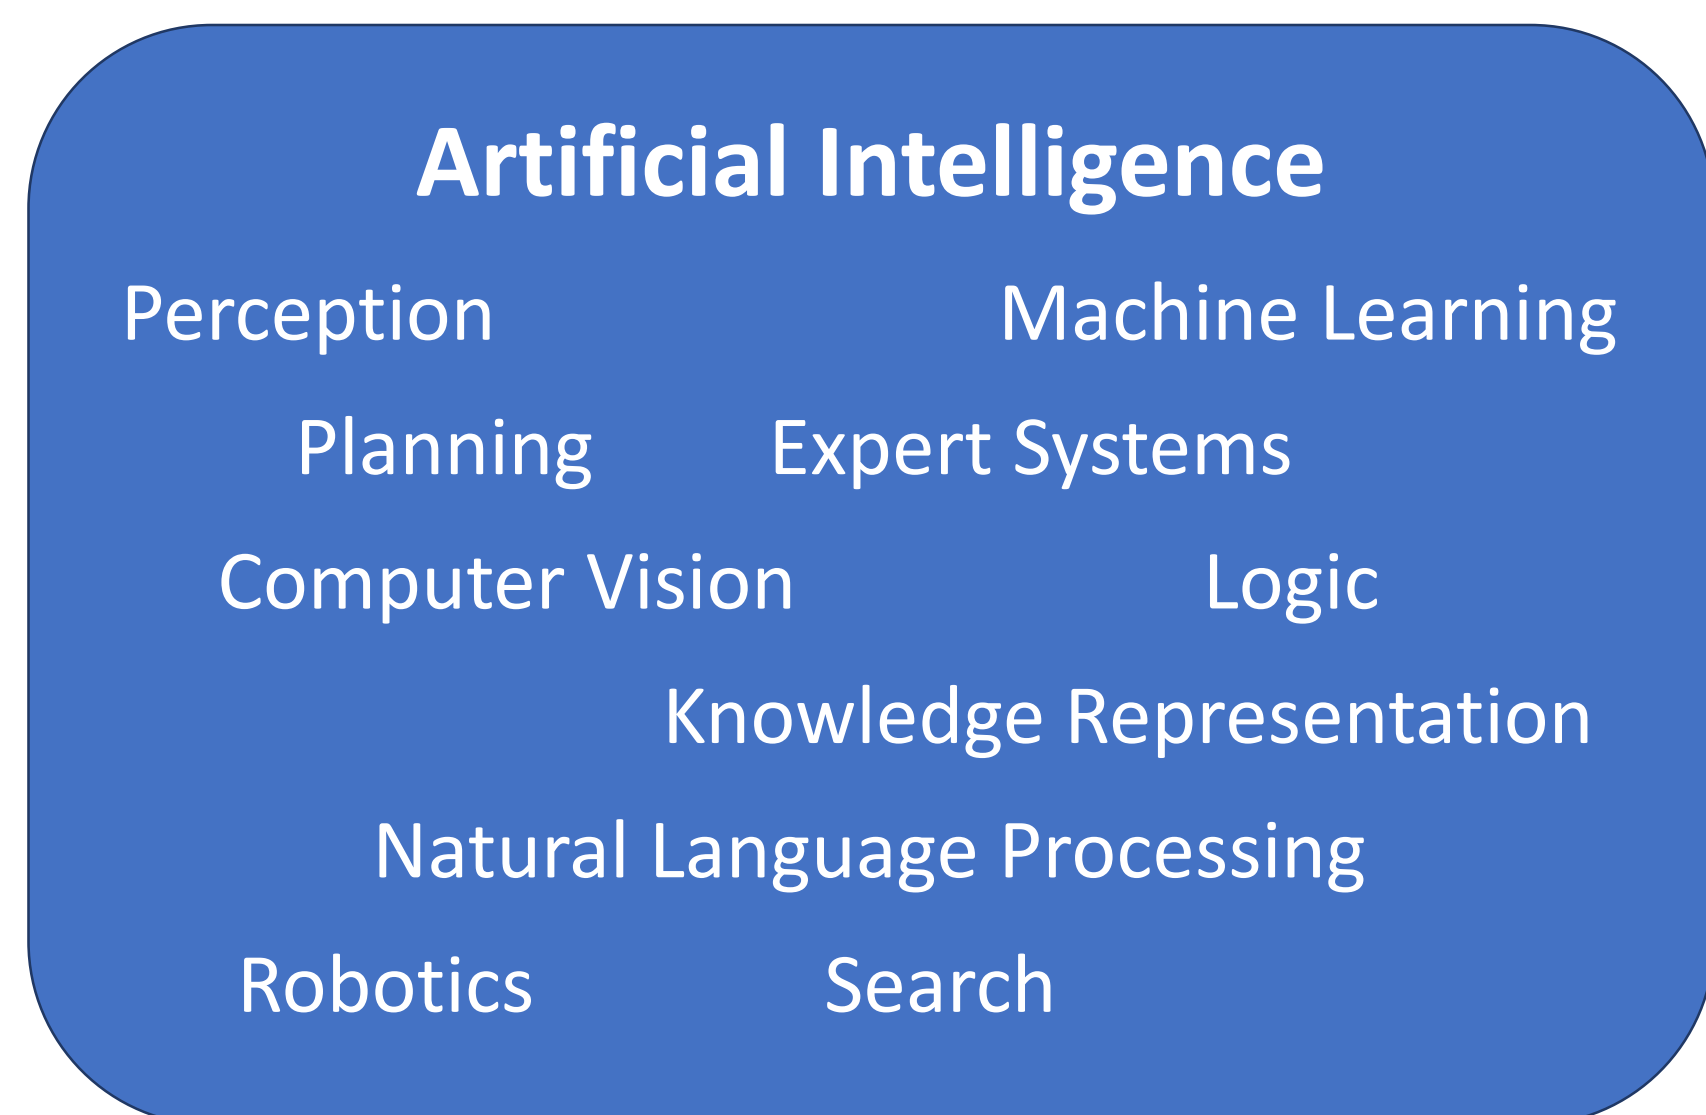 Artificial Intelligence
Perception Machine Learning
Planning Expert Systems
Computer Vision Logic
Knowledge Representation
Natural Language Processing
Robotics Search